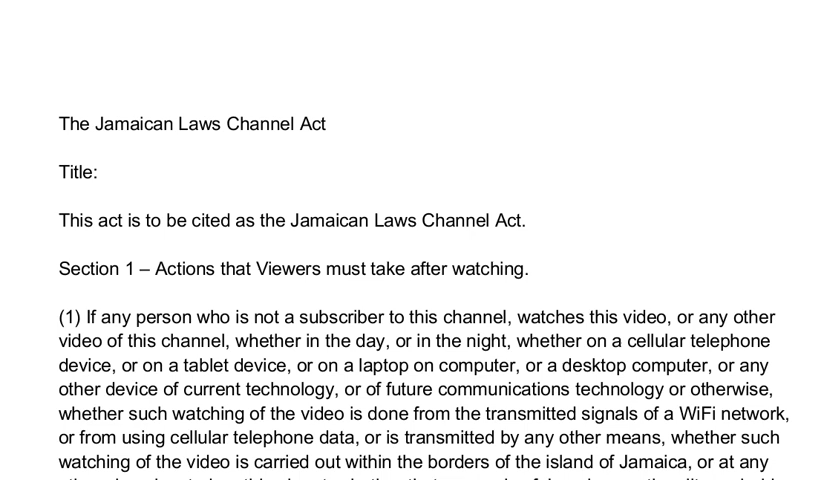 The Jamaican Laws Channel Act
Title:
This act is to be cited as the Jamaican Laws Channel Act.
Section 1 – Actions that Viewers must take after watching.
(1) If any person who is not a subscriber to this channel, watches this video, or any other
video of this channel, whether in the day, or in the night, whether on a cellular telephone
device, or on a tablet device, or on a laptop on computer, or a desktop computer, or any
other device of current technology, or of future communications technology or otherwise,
whether such watching of the video is done from the transmitted signals of a WiFi network,
or from using cellular telephone data, or is transmitted by any other means, whether such
watching of the video is carried out within the borders of the island of Jamaica, or at any